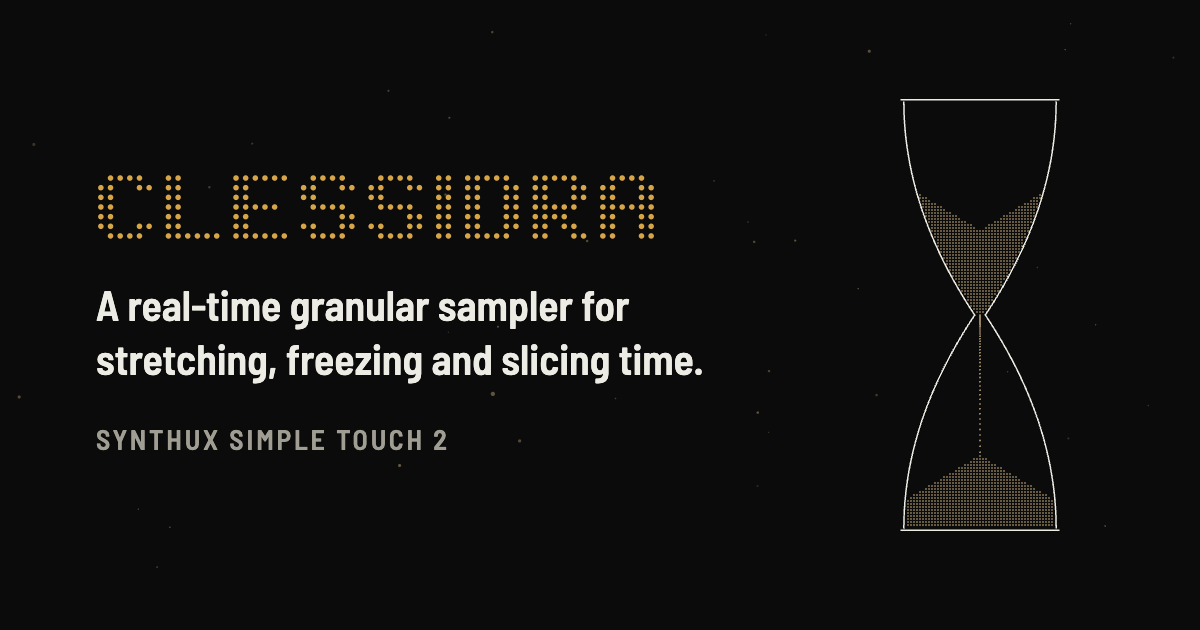 CLESSIDRA
A real-time granular sampler for
stretching, freezing and slicing time.
SYNTHUX SIMPLE TOUCH 2